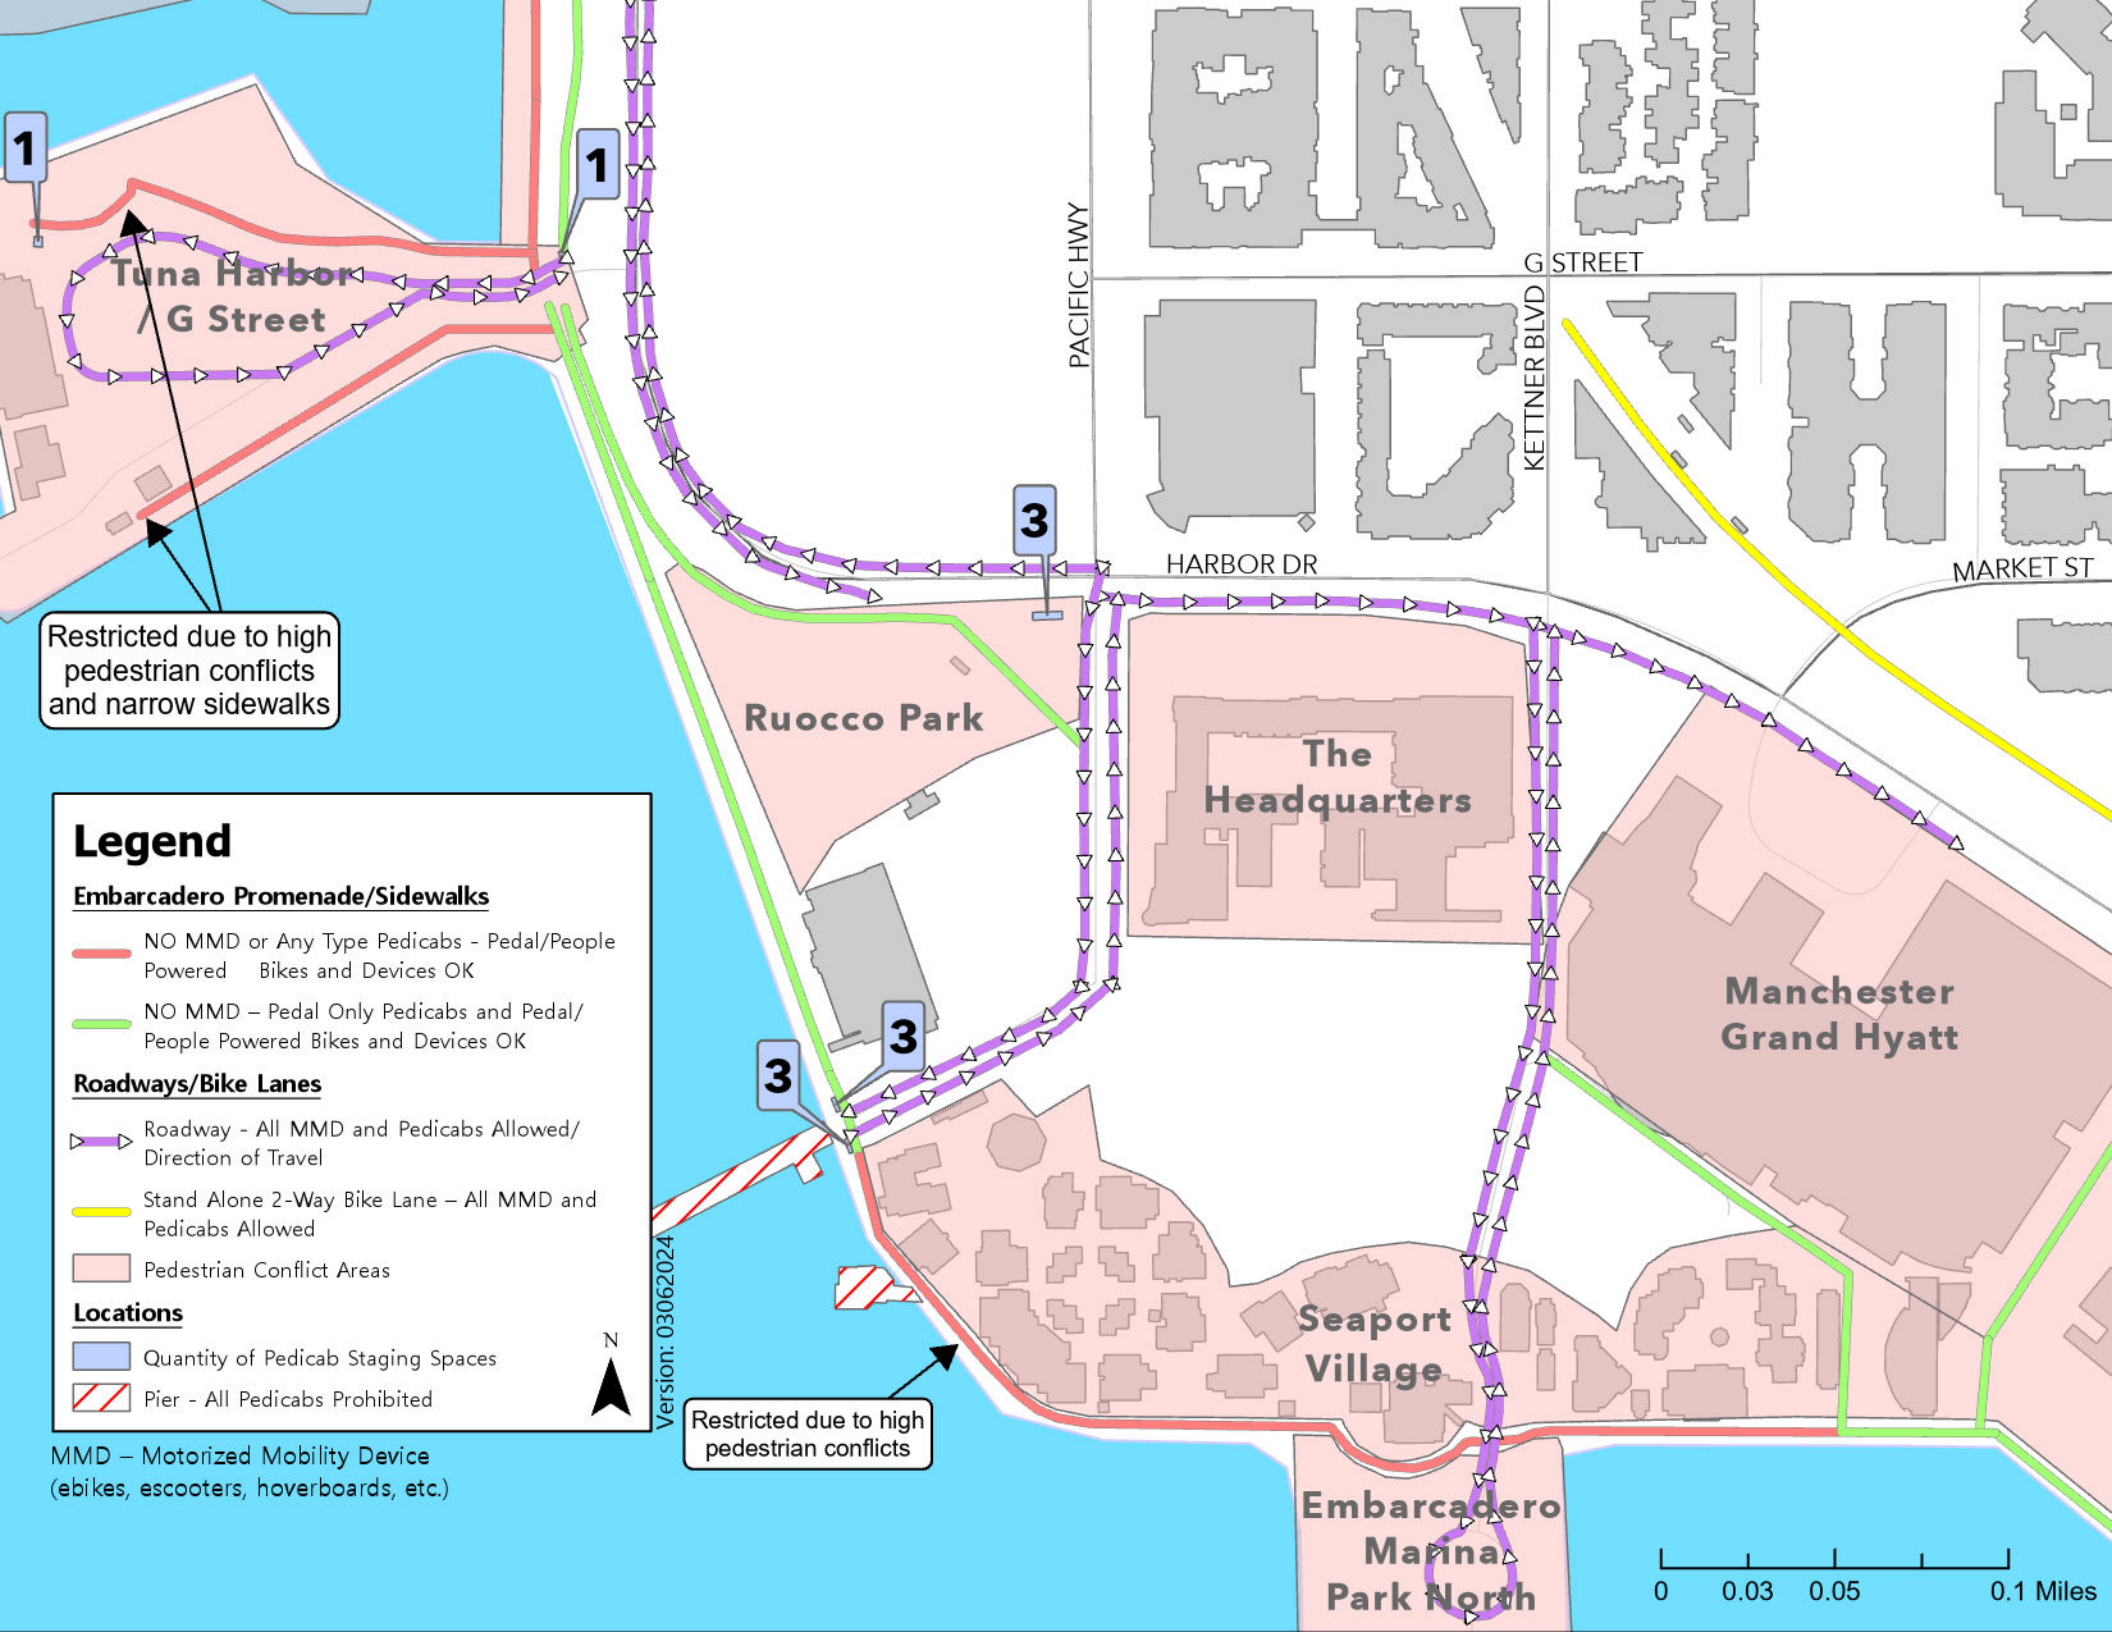 1
1
Tuna Harbor
/ G Street
PACIFIC HWY
G STREET
KETTNER BLVD
3
HARBOR DR
MARKET ST
Restricted due to high
pedestrian conflicts
and narrow sidewalks
Ruocco Park
The
Headquarters
Manchester
Grand Hyatt
3
3
Legend
Embarcadero Promenade/Sidewalks
NO MMD or Any Type Pedicabs - Pedal/People
Powered Bikes and Devices OK
NO MMD – Pedal Only Pedicabs and Pedal/
People Powered Bikes and Devices OK
Roadways/Bike Lanes
Roadway - All MMD and Pedicabs Allowed/
Direction of Travel
Stand Alone 2-Way Bike Lane – All MMD and
Pedicabs Allowed
Pedestrian Conflict Areas
Locations
Quantity of Pedicab Staging Spaces
Pier - All Pedicabs Prohibited
N
Version: 03062024
MMD – Motorized Mobility Device
(ebikes, escooters, hoverboards, etc.)
Restricted due to high
pedestrian conflicts
Seaport
Village
Embarcadero
Marina
Park North
0 0.03 0.05 0.1 Miles